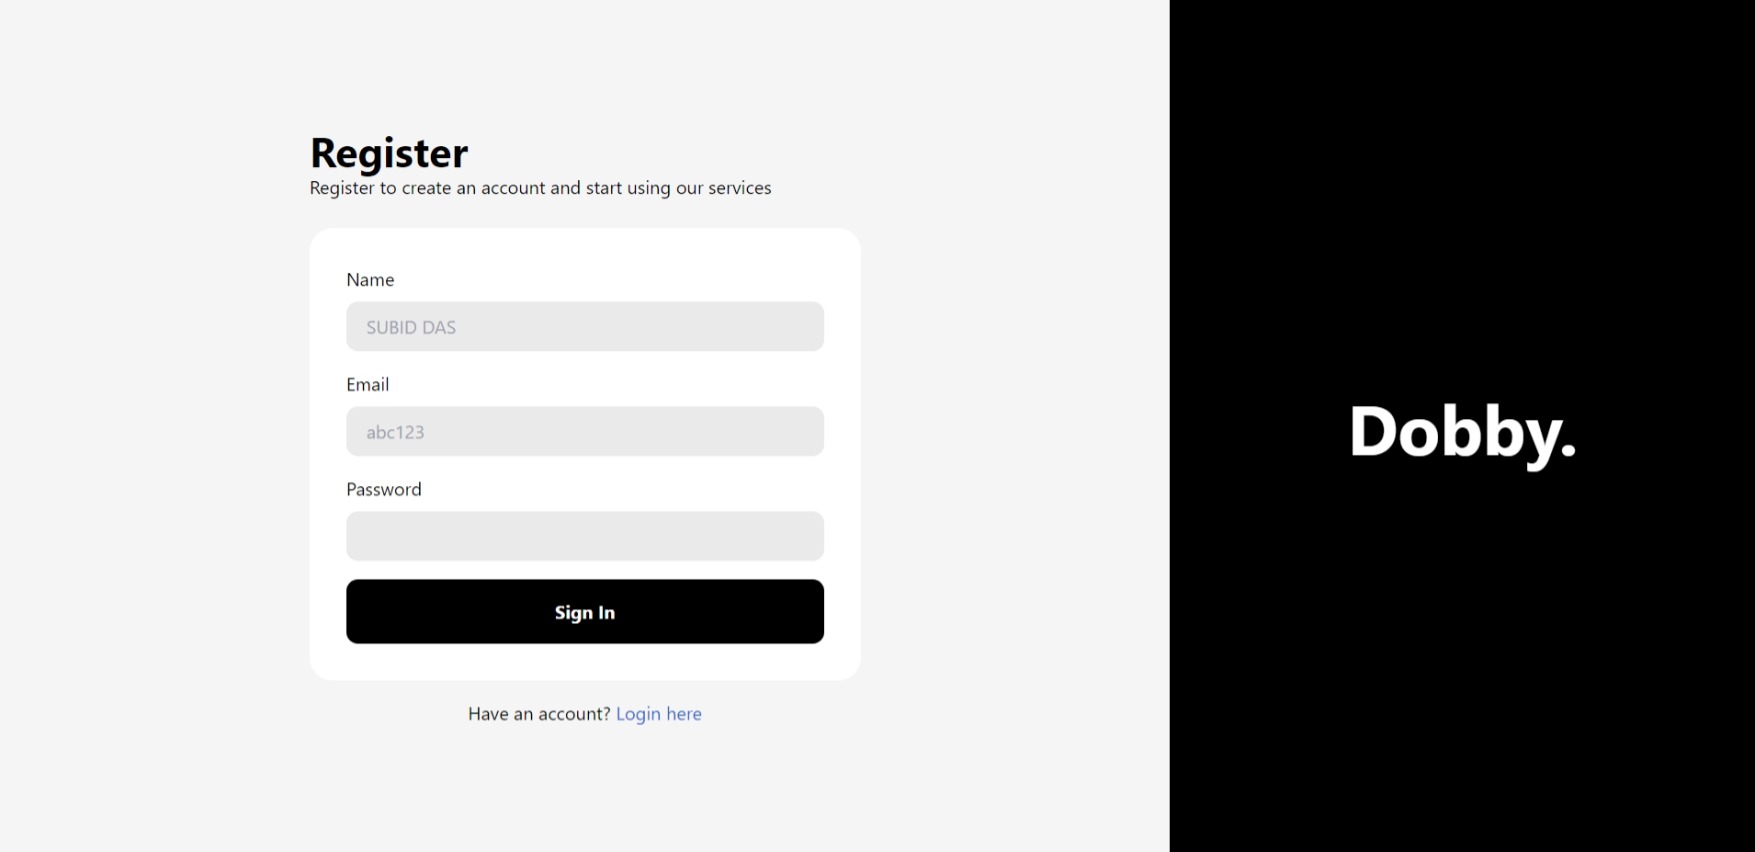 Register
Register to create an account and start using our services
Name
SUBID DAS
Email
abc123
Password
Sign In
Have an account? Login here
Dobby.